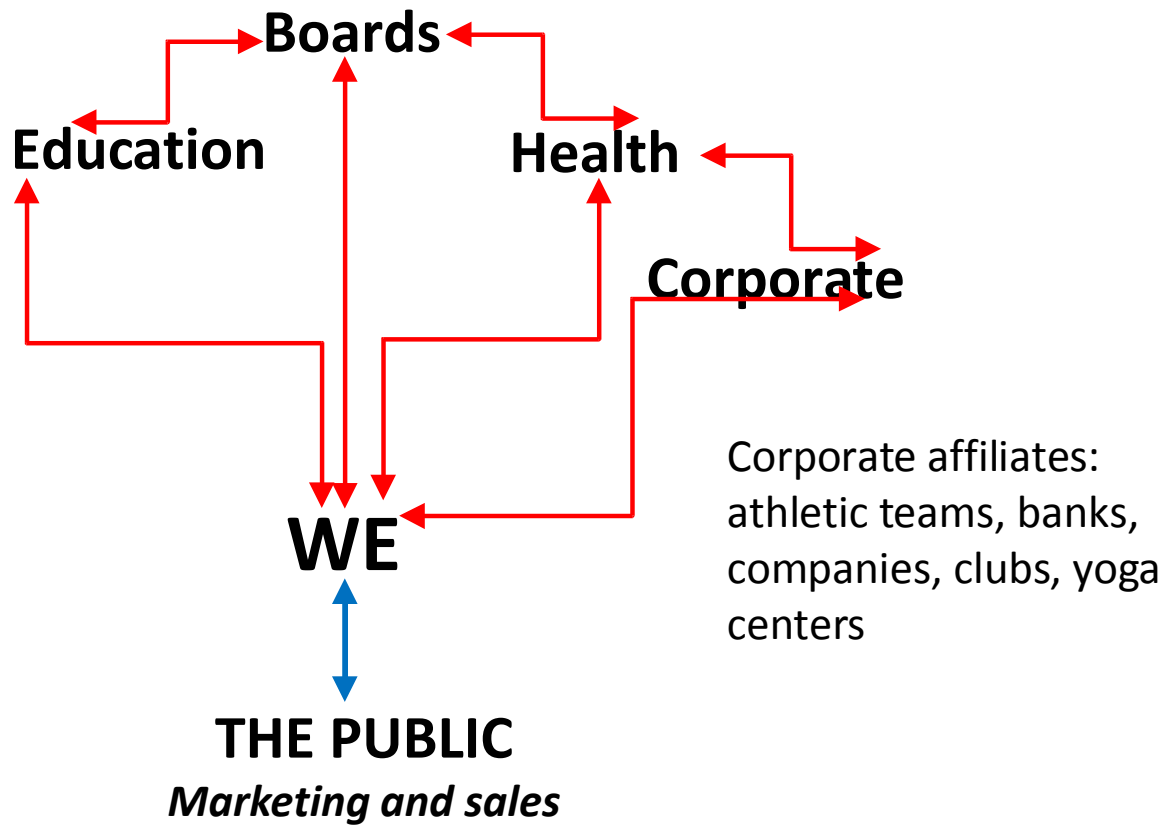 Boards
Education
Health
Corporate
Corporate affiliates:
athletic teams, banks,
companies, clubs, yoga
centers
WE
THE PUBLIC
Marketing and sales